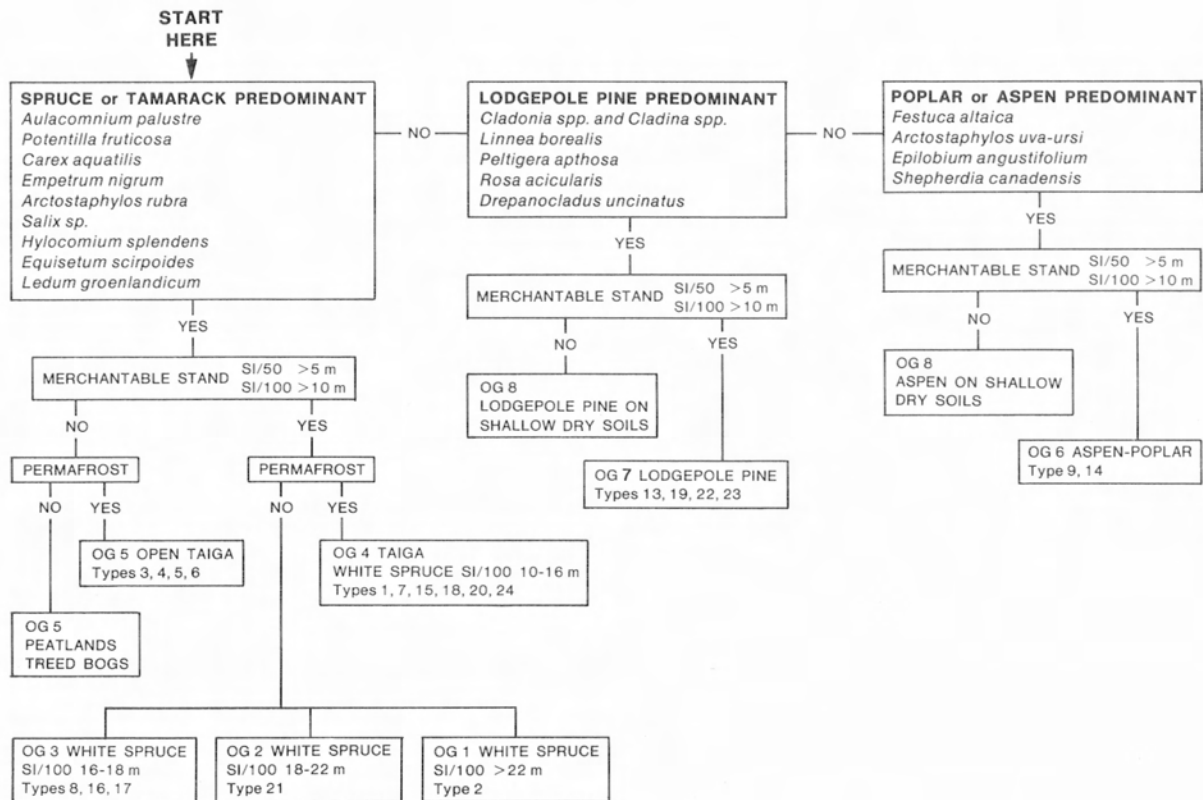 START
HERE
SPRUCE or TAMARACK PREDOMINANT
Aulacomnium palustre
Potentilla fruticosa
Carex aquatilis
Empetrum nigrum
Arctostaphylos rubra
Salix sp.
Hylocomium splendens
Equisetum scirpoides
Ledum groenlandicum
NO
LODGEPOLE PINE PREDOMINANT
Cladonia spp. and Cladina spp.
Linnea borealis
Peltigera apthosa
Rosa acicularis
Drepanocladus uncinatus
NO
POPLAR or ASPEN PREDOMINANT
Festuca altaica
Arctostaphylos uva-ursi
Epilobium angustifolium
Shepherdia canadensis
YES
MERCHANTABLE STAND SI/50 >5 m
SI/100 >10 m
NO
YES
PERMAFROST
PERMAFROST
NO
YES
NO
YES
OG 5 OPEN TAIGA
Types 3, 4, 5, 6
OG 4 TAIGA
WHITE SPRUCE SI/100 10-16 m
Types 1, 7, 15, 18, 20, 24
OG 5
PEATLANDS
TREED BOGS
OG 3 WHITE SPRUCE
SI/100 16-18 m
Types 8, 16, 17
OG 2 WHITE SPRUCE
SI/100 18-22 m
Type 21
OG 1 WHITE SPRUCE
SI/100 >22 m
Type 2
YES
MERCHANTABLE STAND SI/50 >5 m
SI/100 >10 m
NO
YES
OG 8
LODGEPOLE PINE ON
SHALLOW DRY SOILS
OG 7 LODGEPOLE PINE
Types 13, 19, 22, 23
YES
MERCHANTABLE STAND SI/50 >5 m
SI/100 >10 m
NO
YES
OG 8
ASPEN ON SHALLOW
DRY SOILS
OG 6 ASPEN-POPLAR
Type 9, 14